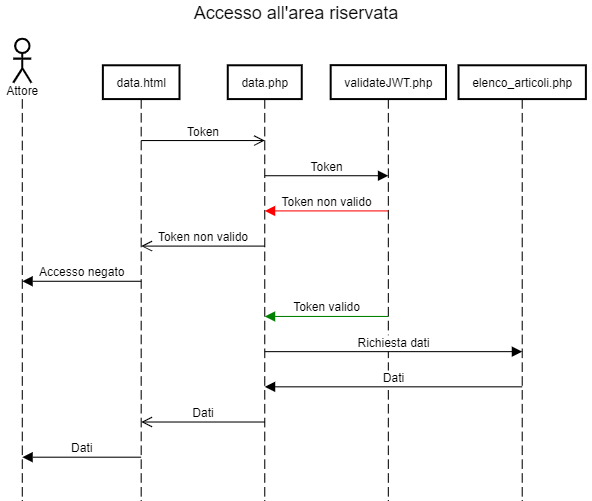 Accesso all'area riservata
Attore
data.html
data.php
validateJWT.php
elenco_articoli.php
Token
Token
Token non valido
Token non valido
Accesso negato
Token valido
Richiesta dati
Dati
Dati
Dati